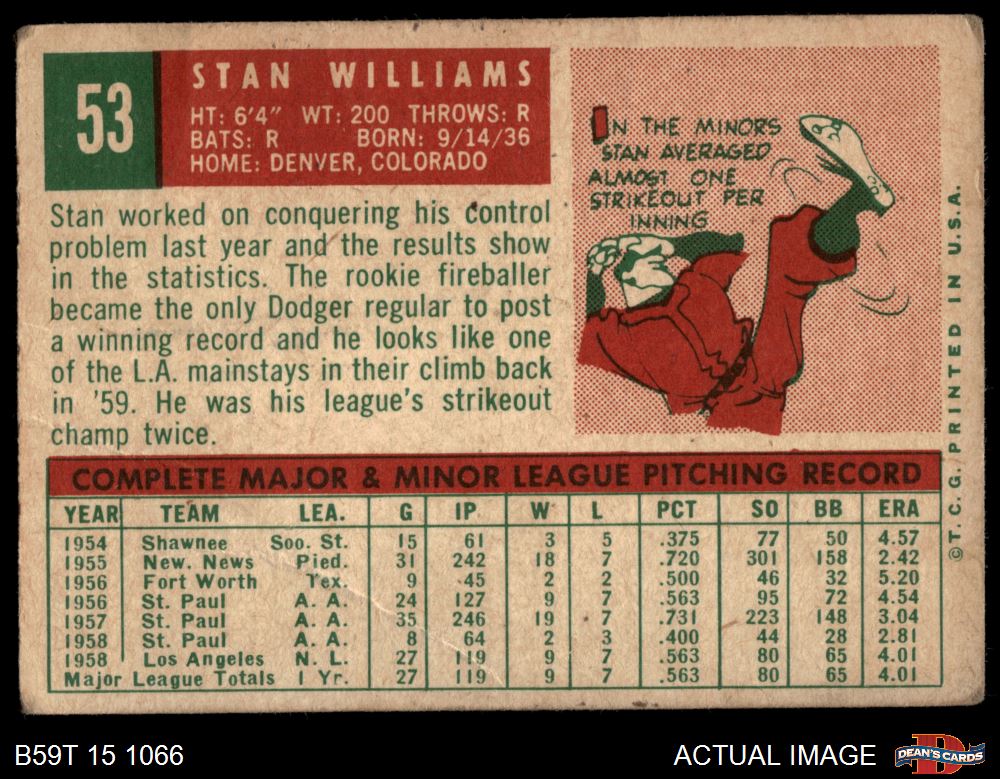 53
STAN WILLIAMS
HT: 6'4" WT: 200 THROWS: R
BATS: R BORN: 9/14/36
HOME: DENVER, COLORADO
Stan worked on conquering his control
problem last year and the results show
in the statistics. The rookie fireballer
became the only Dodger regular to post
a winning record and he looks like one
of the L.A. mainstays in their climb back
in '59. He was his league's strikeout
champ twice.
IN THE MINORS
STAN AVERAGED
ALMOST ONE
STRIKEOUT PER
INNING
COMPLETE MAJOR & MINOR LEAGUE PITCHING RECORD
YEAR TEAM LEA. G IP W L PCT SO BB ERA
1954 Shawnee Soo. St. 15 61 3 5 .375 77 50 4.57
1955 New. News Pied. 31 242 18 7 .720 301 158 2.42
1956 Fort Worth Tex. 9 45 2 2 .500 46 32 5.20
1956 St. Paul A. A. 24 127 9 7 .563 95 72 4.54
1957 St. Paul A. A. 35 246 19 7 .731 223 148 3.04
1958 St. Paul A. A. 8 64 2 3 .400 44 28 2.81
1958 Los Angeles N. L. 27 119 9 7 .563 80 65 4.01
Major League Totals 1 Yr. 27 119 9 7 .563 80 65 4.01
©T.C.G. PRINTED IN U.S.A.
B59T 15 1066
ACTUAL IMAGE
DEAN'S CARDS